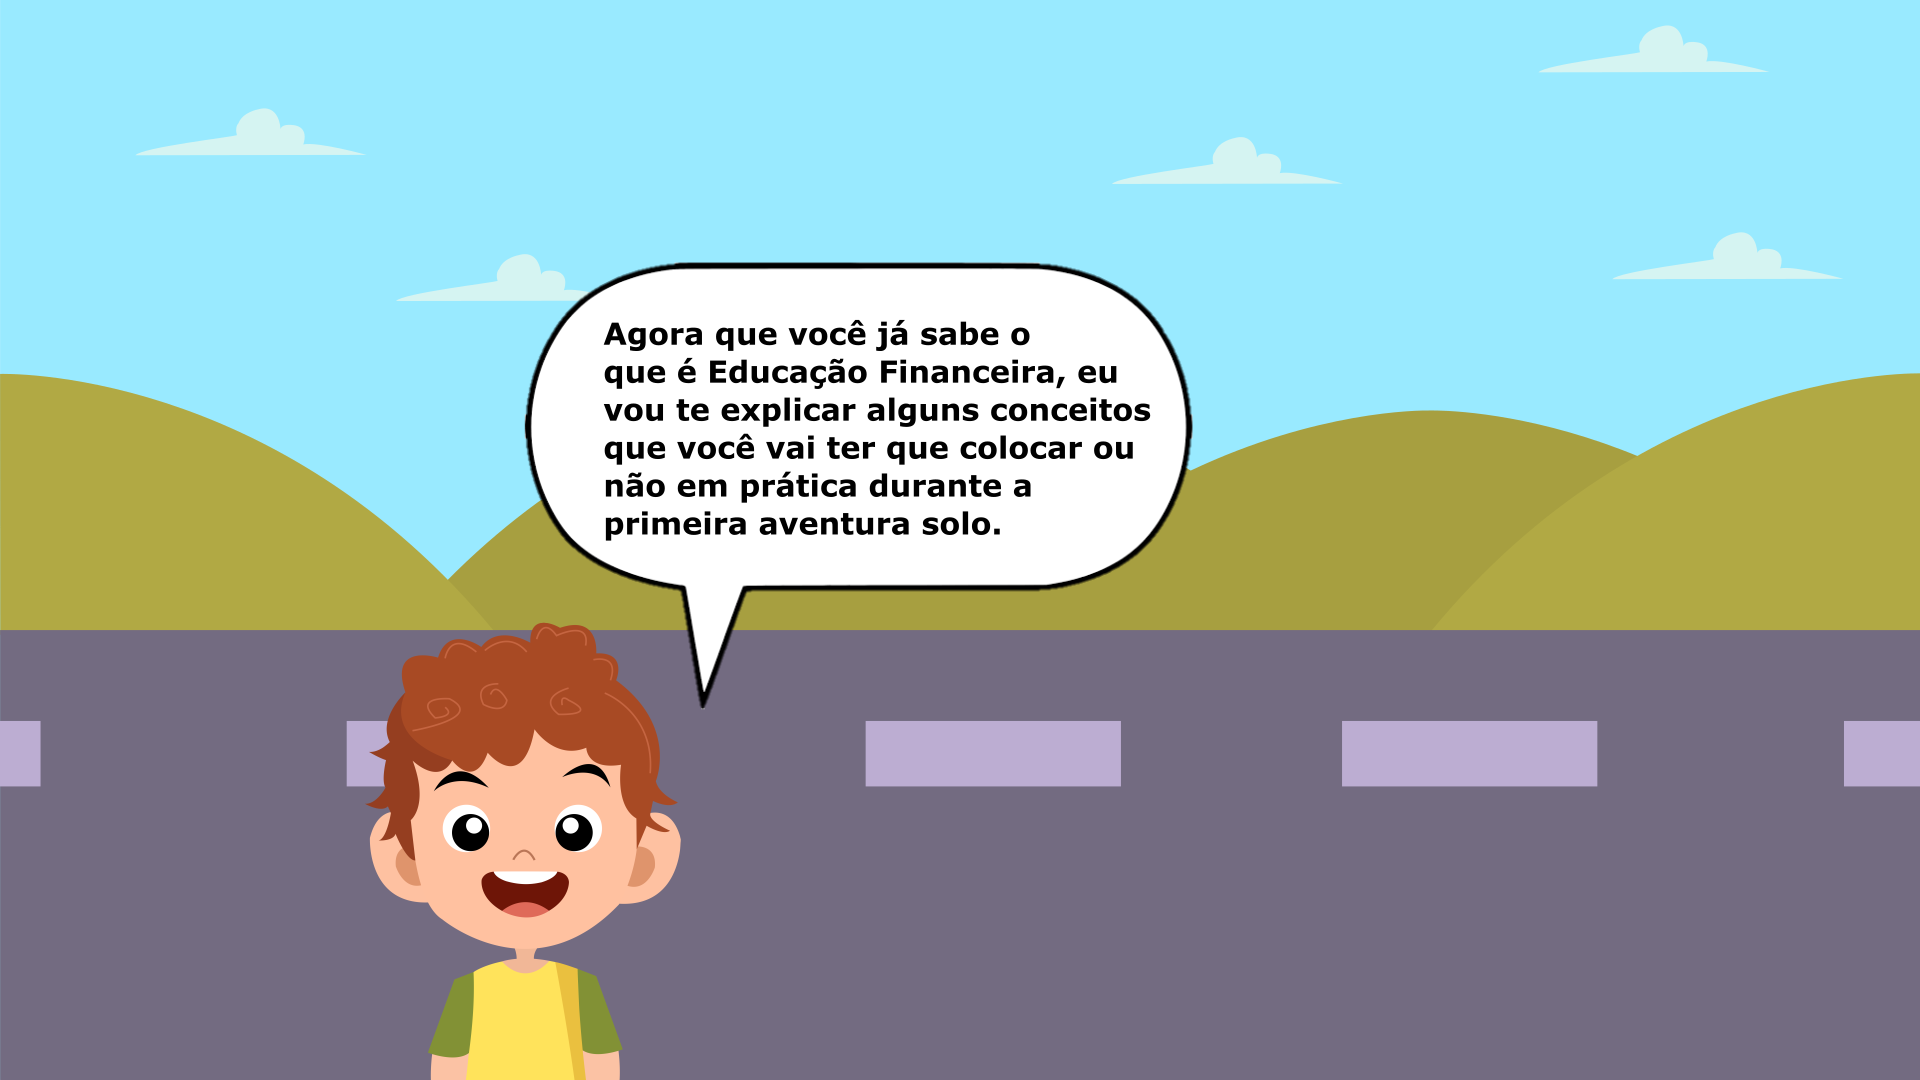 Agora que você já sabe o
que é Educação Financeira, eu
vou te explicar alguns conceitos
que você vai ter que colocar ou
não em prática durante a
primeira aventura solo.